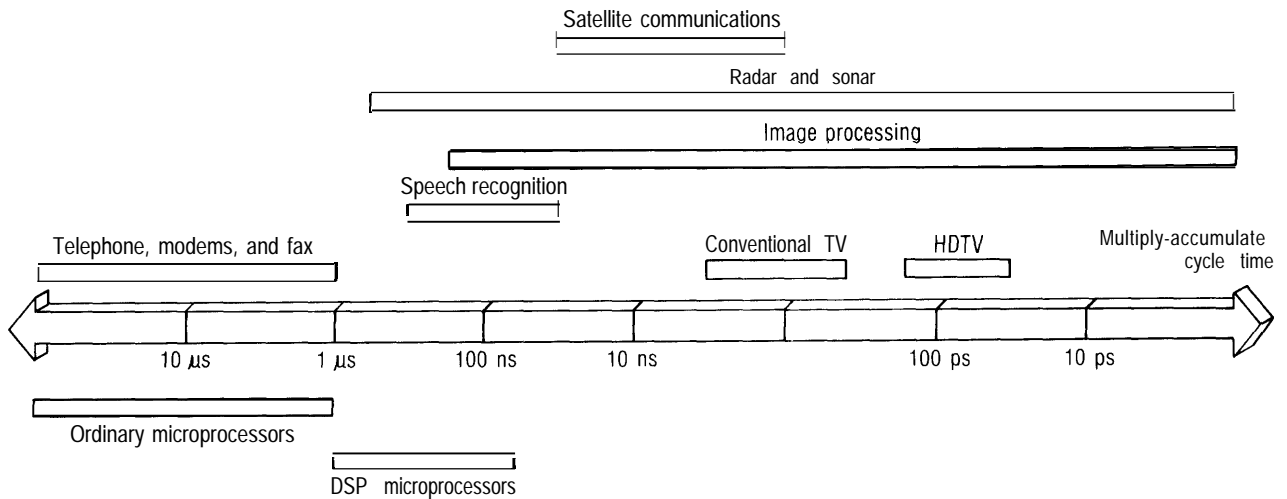 Satellite communications
Radar and sonar
Image processing
Speech recognition
Telephone, modems, and fax
Conventional TV
HDTV
Multiply-accumulate
cycle time
10 μs
1 μs
100 ns
10 ns
100 ps
10 ps
Ordinary microprocessors
DSP microprocessors